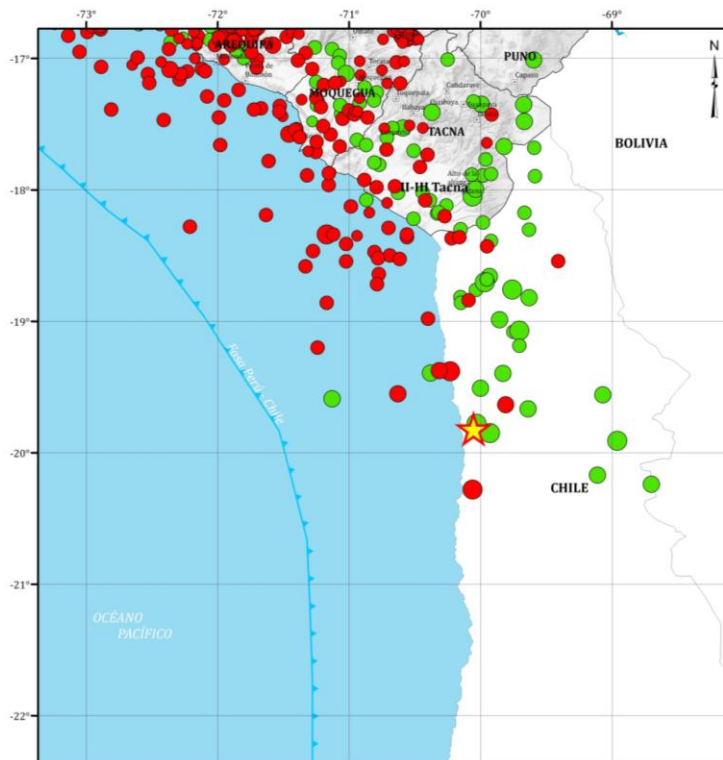 -73° -72° -71° -70° -69°
N
-17°
AREQUIPA
PUNO
MOQUEGUA
Candarave
TACNA
BOLIVIA
-18°
II-III Tacna
-19°
Fosa Perú - Chile
-20°
CHILE
-21°
OCÉANO
PACÍFICO
-22°